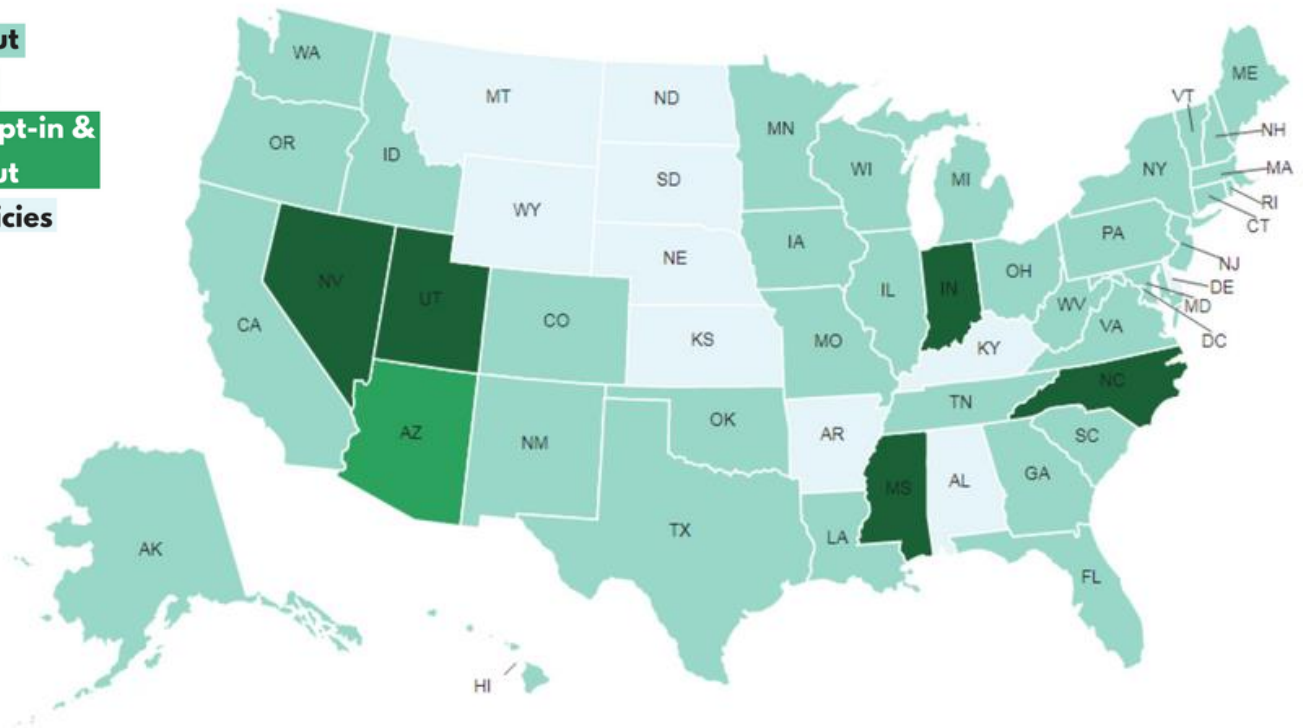 ut
pt-in &
ut
icies
WA
MT
ND
MN
ME
VT
NH
OR
ID
SD
WI
MI
NY
MA
WY
RI
CT
IA
PA
NE
NJ
NV
UT
IL
IN
OH
DE
MD
WV
CA
CO
KS
MO
VA
DC
KY
NC
TN
AZ
NM
OK
AR
SC
MS
AL
GA
TX
LA
AK
FL
HI